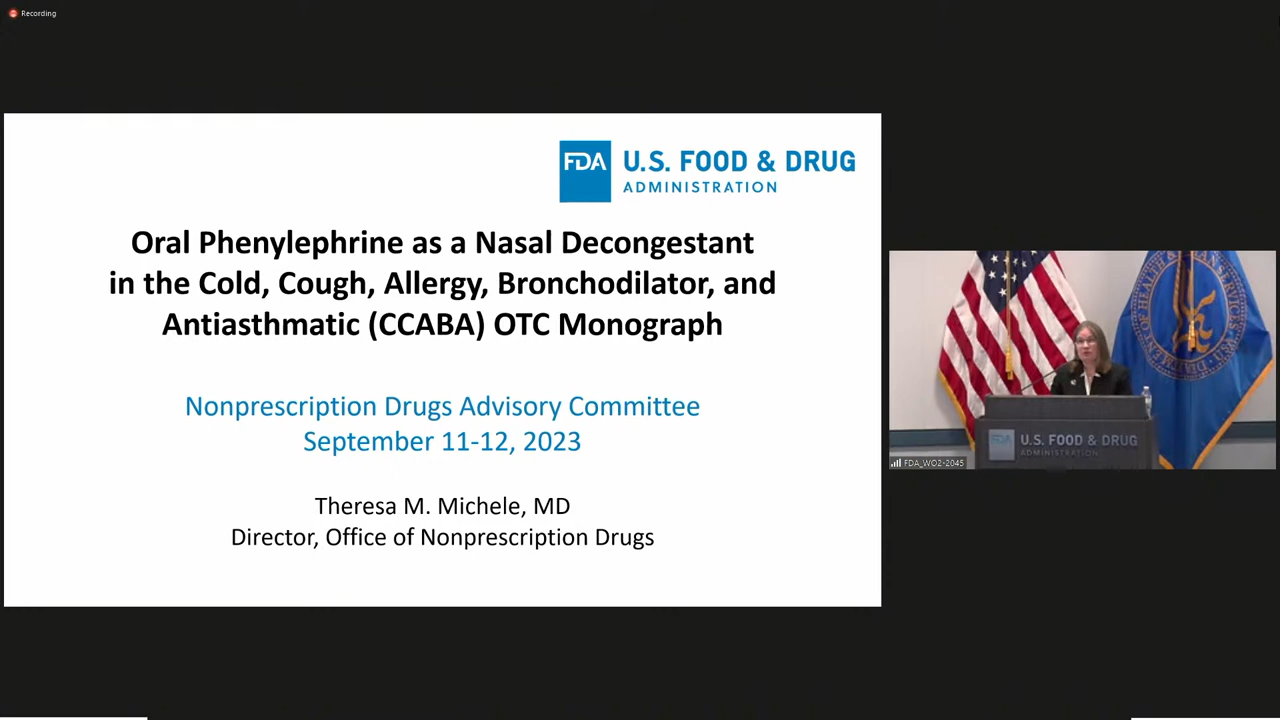 Recording
FDA U.S. FOOD & DRUG
ADMINISTRATION
Oral Phenylephrine as a Nasal Decongestant
in the Cold, Cough, Allergy, Bronchodilator, and
Antiasthmatic (CCABA) OTC Monograph
Nonprescription Drugs Advisory Committee
September 11-12, 2023
Theresa M. Michele, MD
Director, Office of Nonprescription Drugs
FDA U.S. FOOD & DRUG
ADMINISTRATION
FDA_WO2-2045